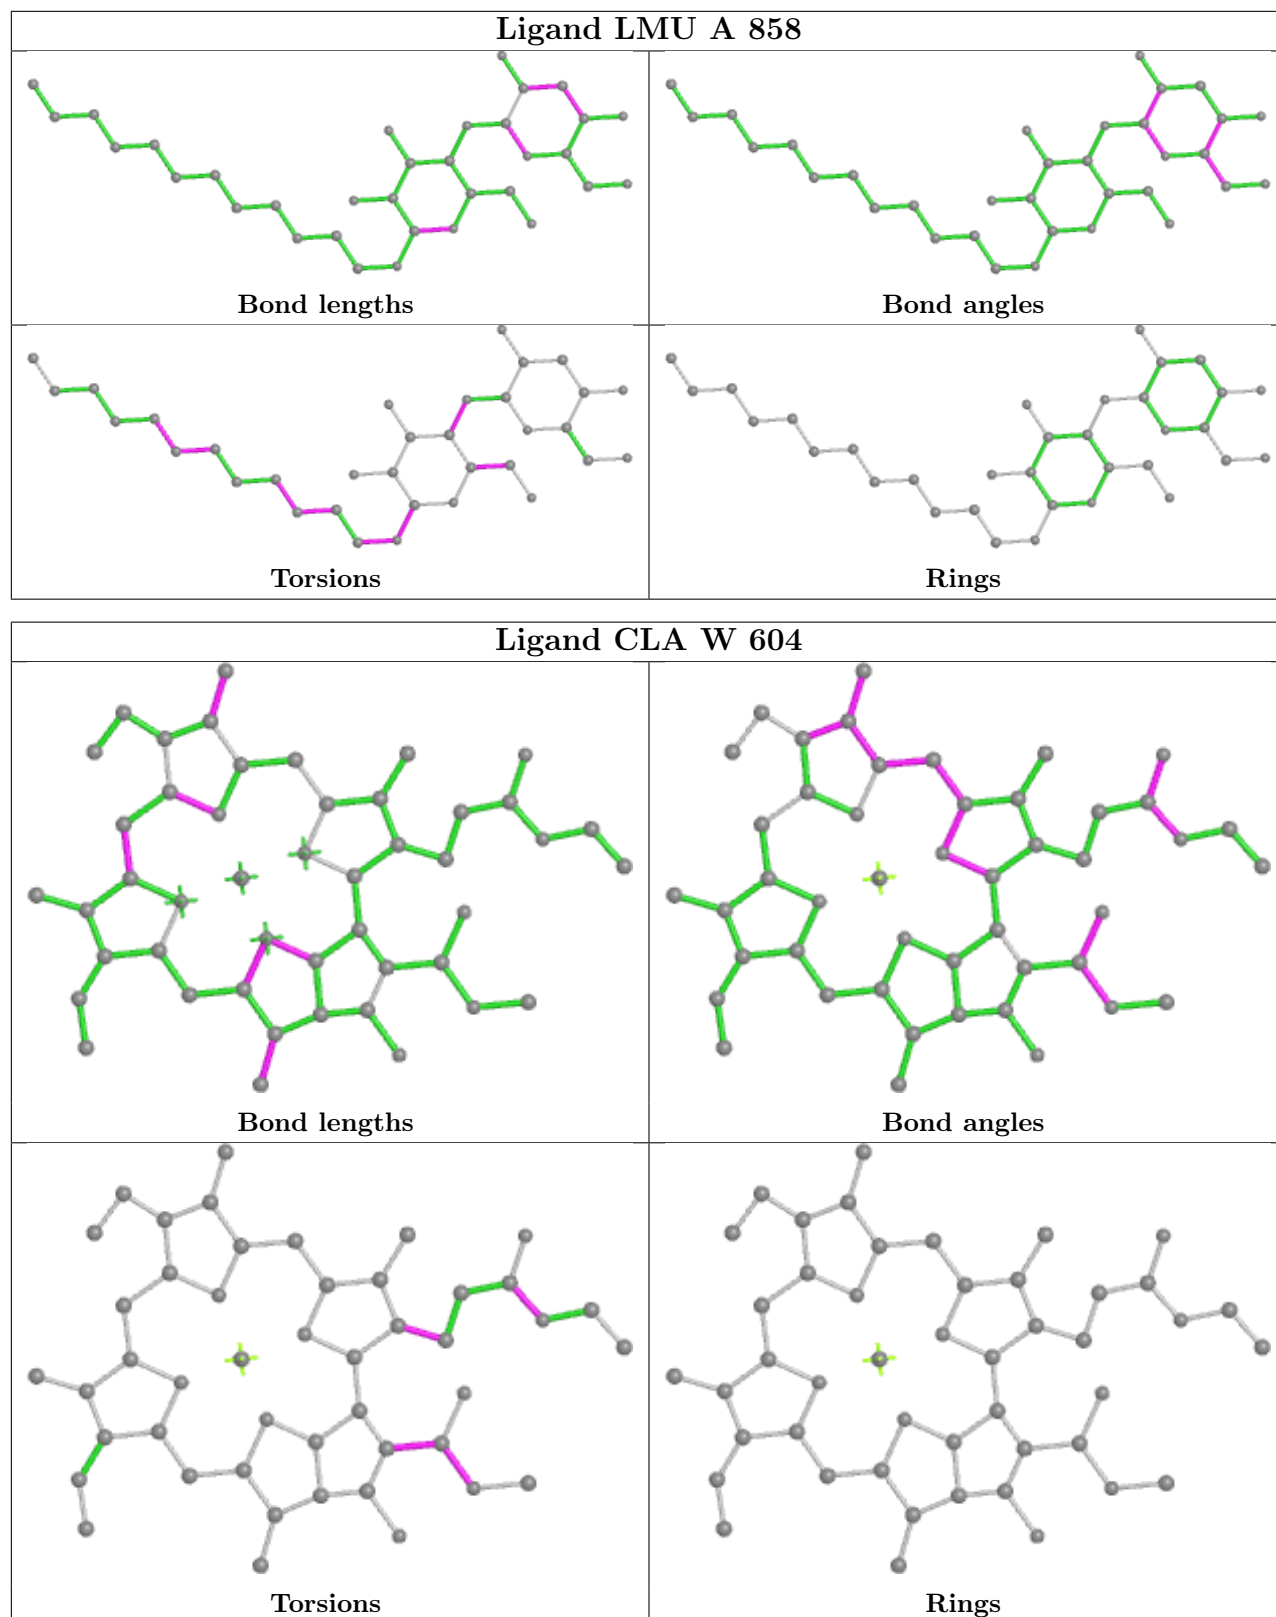 Ligand LMU A 858
Bond lengths
Bond angles
Torsions
Rings
Ligand CLA W 604
Bond lengths
Bond angles
Torsions
Rings